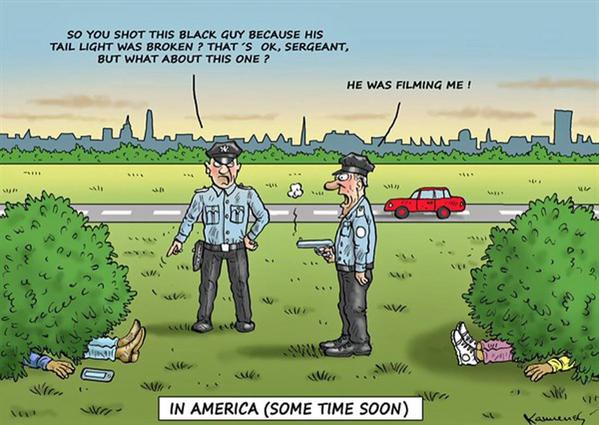 SO YOU SHOT THIS BLACK GUY BECAUSE HIS
TAIL LIGHT WAS BROKEN ? THAT ´S OK, SERGEANT,
BUT WHAT ABOUT THIS ONE ?
HE WAS FILMING ME !
IN AMERICA (SOME TIME SOON)